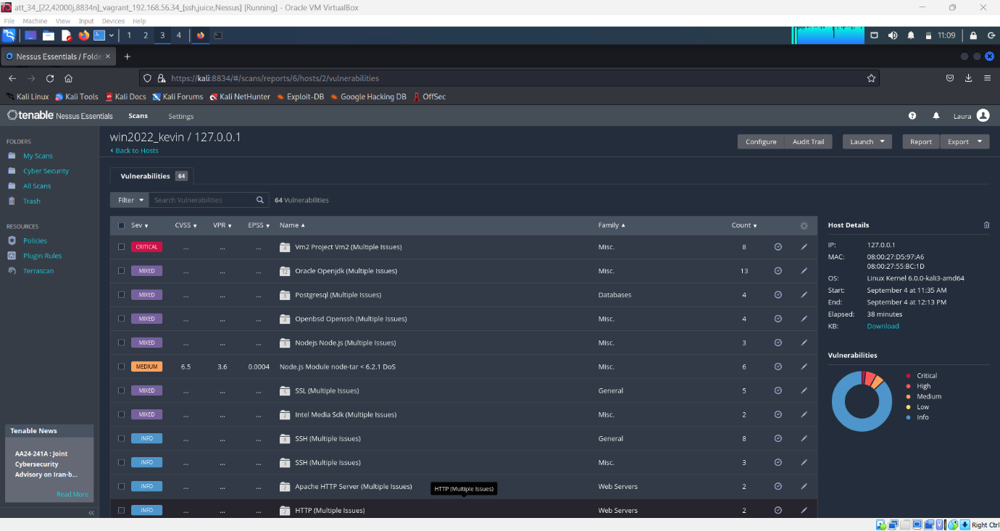 att_34_[22,42000j,8834n]_vagrant_192.168.56.34_[ssh,juice,Nessus] [Running] - Oracle VM VirtualBox
File Machine View Input Devices Help
1 2 3 4 11:09
Nessus Essentials / Folde
https://kali:8834/#/scans/reports/6/hosts/2/vulnerabilities
Kali Linux Kali Tools Kali Docs Kali Forums Kali NetHunter Exploit-DB Google Hacking DB OffSec
tenable Nessus Essentials Scans Settings Laura
FOLDERS
My Scans
Cyber Security
All Scans
Trash
RESOURCES
Policies
Plugin Rules
Terrascan
Tenable News
AA24-241A : Joint
Cybersecurity
Advisory on Iran-b...
Read More
win2022_kevin / 127.0.0.1
Back to Hosts
Configure Audit Trail Launch Report Export
Vulnerabilities 64
Filter Search Vulnerabilities 64 Vulnerabilities
Sev CVSS VPR EPSS Name Family Count
CRITICAL ... ... ... 4 Vm2 Project Vm2 (Multiple Issues) Misc. 8
MIXED ... ... ... 12 Oracle Openjdk (Multiple Issues) Misc. 13
MIXED ... ... ... 3 Postgresql (Multiple Issues) Databases 4
MIXED ... ... ... 4 Openbsd Openssh (Multiple Issues) Misc. 4
MIXED ... ... ... 3 Nodejs Node.js (Multiple Issues) Misc. 3
MEDIUM 6.5 3.6 0.0004 Node.js Module node-tar < 6.2.1 DoS Misc. 6
MIXED ... ... ... 5 SSL (Multiple Issues) General 5
MIXED ... ... ... 2 Intel Media Sdk (Multiple Issues) Misc. 2
INFO ... ... ... 8 SSH (Multiple Issues) General 8
INFO ... ... ... 3 SSH (Multiple Issues) Misc. 3
INFO ... ... ... 2 Apache HTTP Server (Multiple Issues) Web Servers 2
HTTP (Multiple Issues)
INFO ... ... ... 2 HTTP (Multiple Issues) Web Servers 2
Host Details
IP: 127.0.0.1
MAC: 08:00:27:D5:97:A6
08:00:27:55:BC:1D
OS: Linux Kernel 6.0.0-kali3-amd64
Start: September 4 at 11:35 AM
End: September 4 at 12:13 PM
Elapsed: 38 minutes
KB: Download
Vulnerabilities
Critical
High
Medium
Low
Info
Right Ctrl